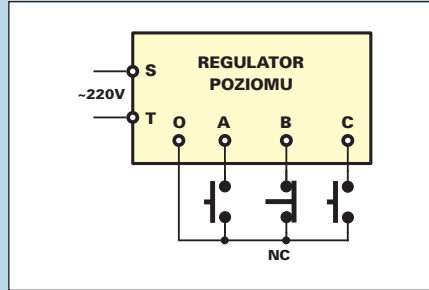 REGULATOR
POZIOMU
S
~220V
T
O A B C
NC